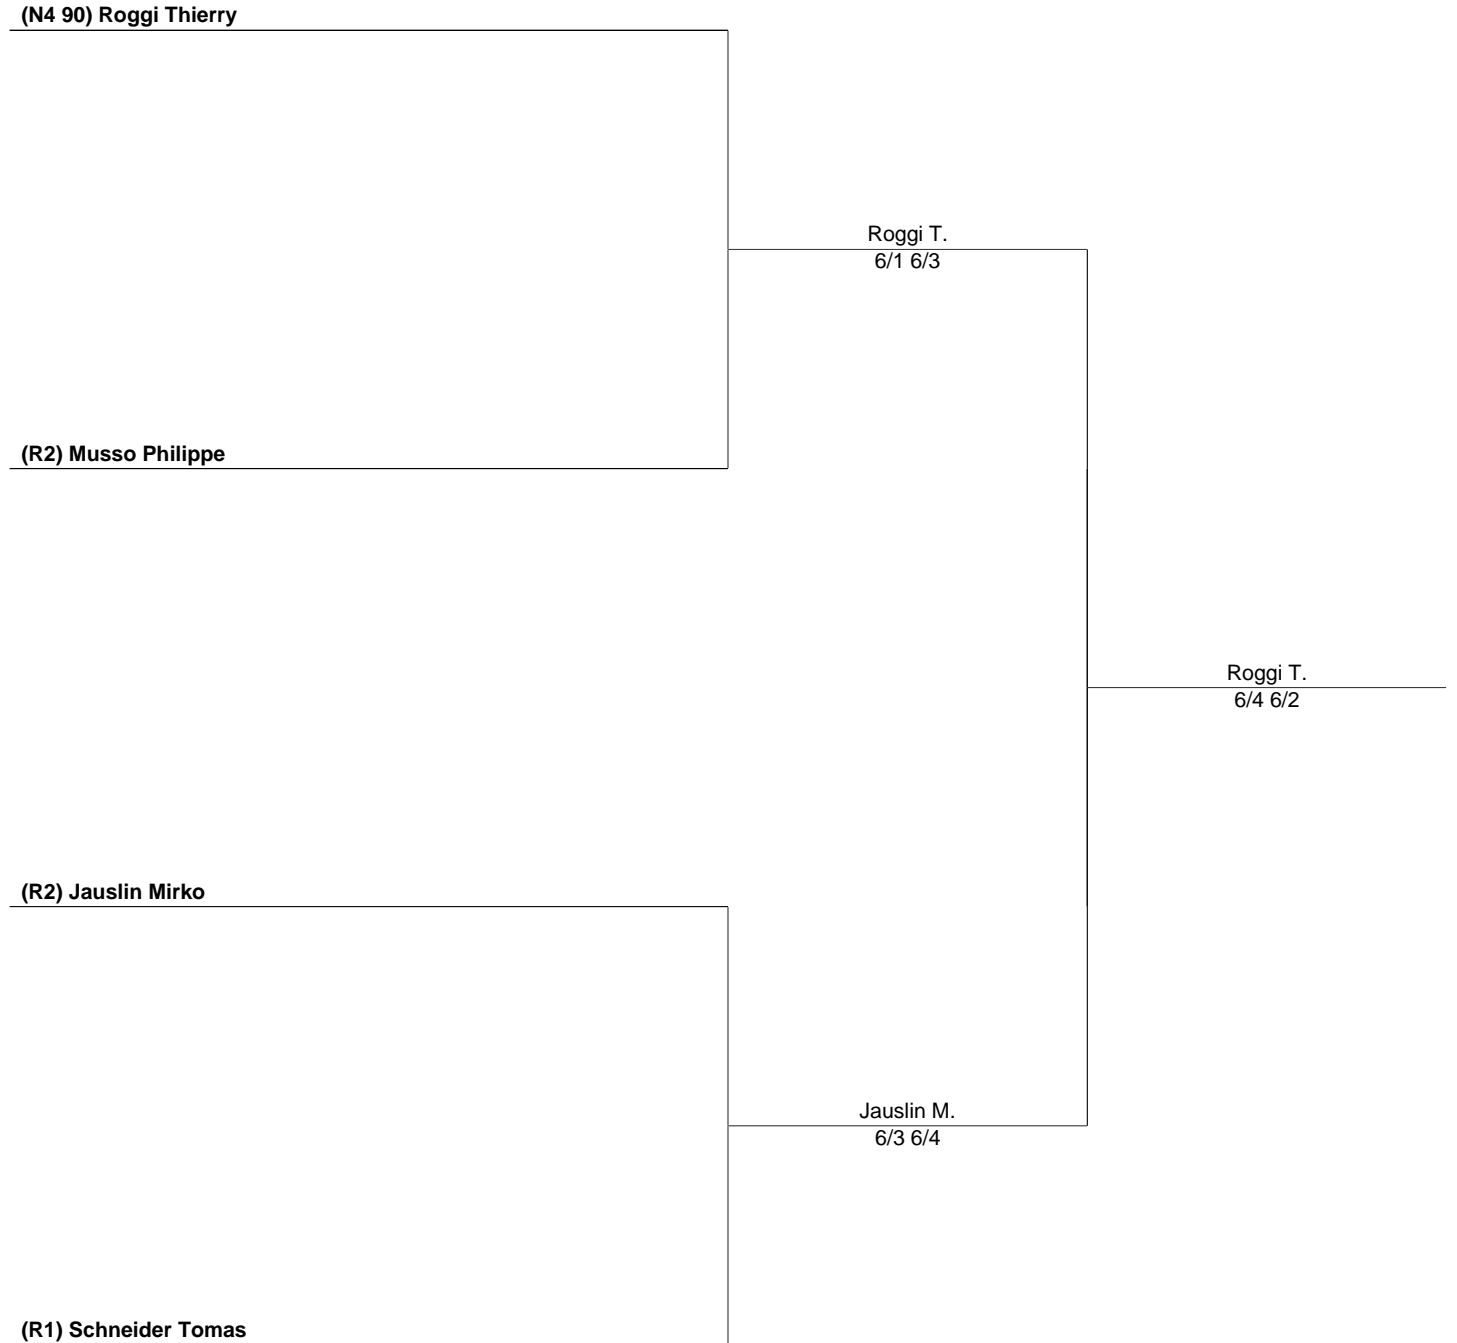 (N4 90) Roggi Thierry
Roggi T.
6/1 6/3
(R2) Musso Philippe
Roggi T.
6/4 6/2
(R2) Jauslin Mirko
Jauslin M.
6/3 6/4
(R1) Schneider Tomas